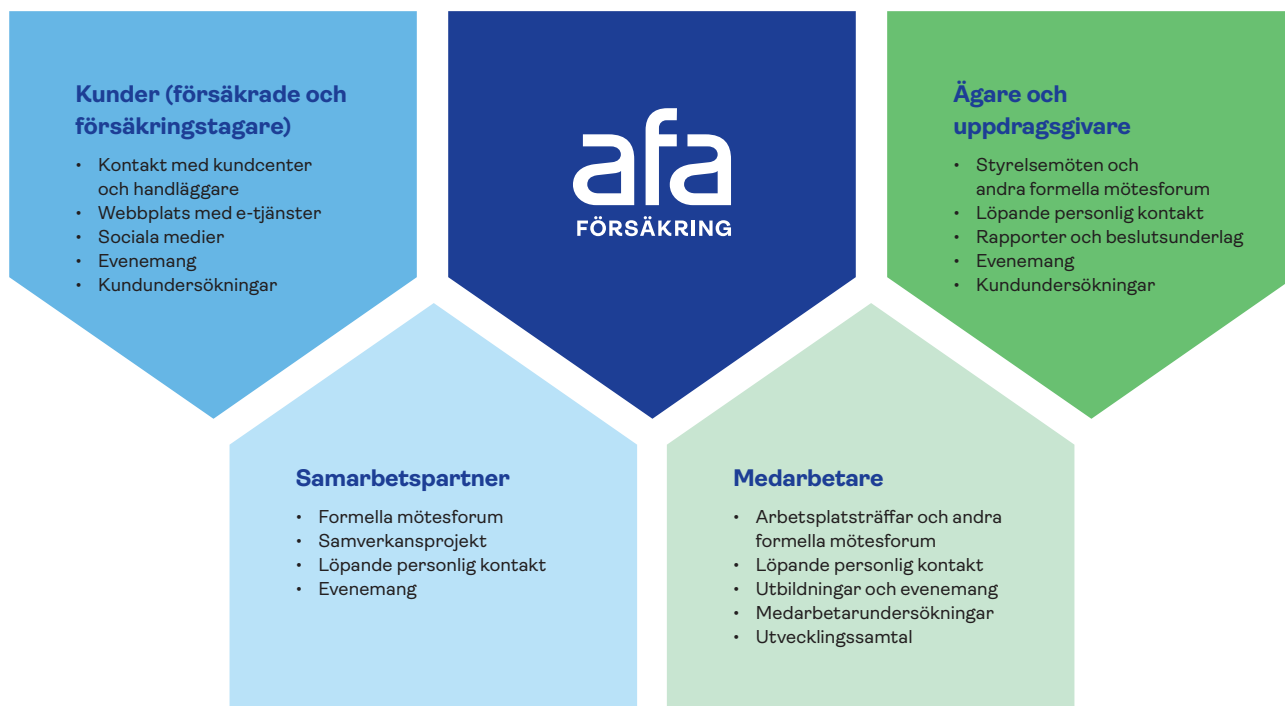 Kunder (försäkrade och
försäkringstagare)
• Kontakt med kundcenter
och handläggare
• Webbplats med e-tjänster
• Sociala medier
• Evenemang
• Kundundersökningar
afa
FÖRSÄKRING
Ägare och
uppdragsgivare
• Styrelsemöten och
andra formella mötesforum
• Löpande personlig kontakt
• Rapporter och beslutsunderlag
• Evenemang
• Kundundersökningar
Samarbetspartner
• Formella mötesforum
• Samverkansprojekt
• Löpande personlig kontakt
• Evenemang
Medarbetare
• Arbetsplatsträffar och andra
formella mötesforum
• Löpande personlig kontakt
• Utbildningar och evenemang
• Medarbetarundersökningar
• Utvecklingssamtal